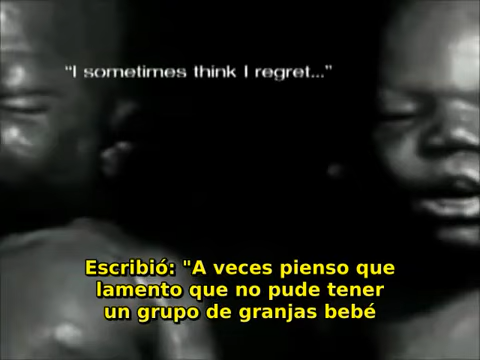 “I sometimes think I regret...”
Escribió: "A veces pienso que
lamento que no pude tener
un grupo de granjas bebé